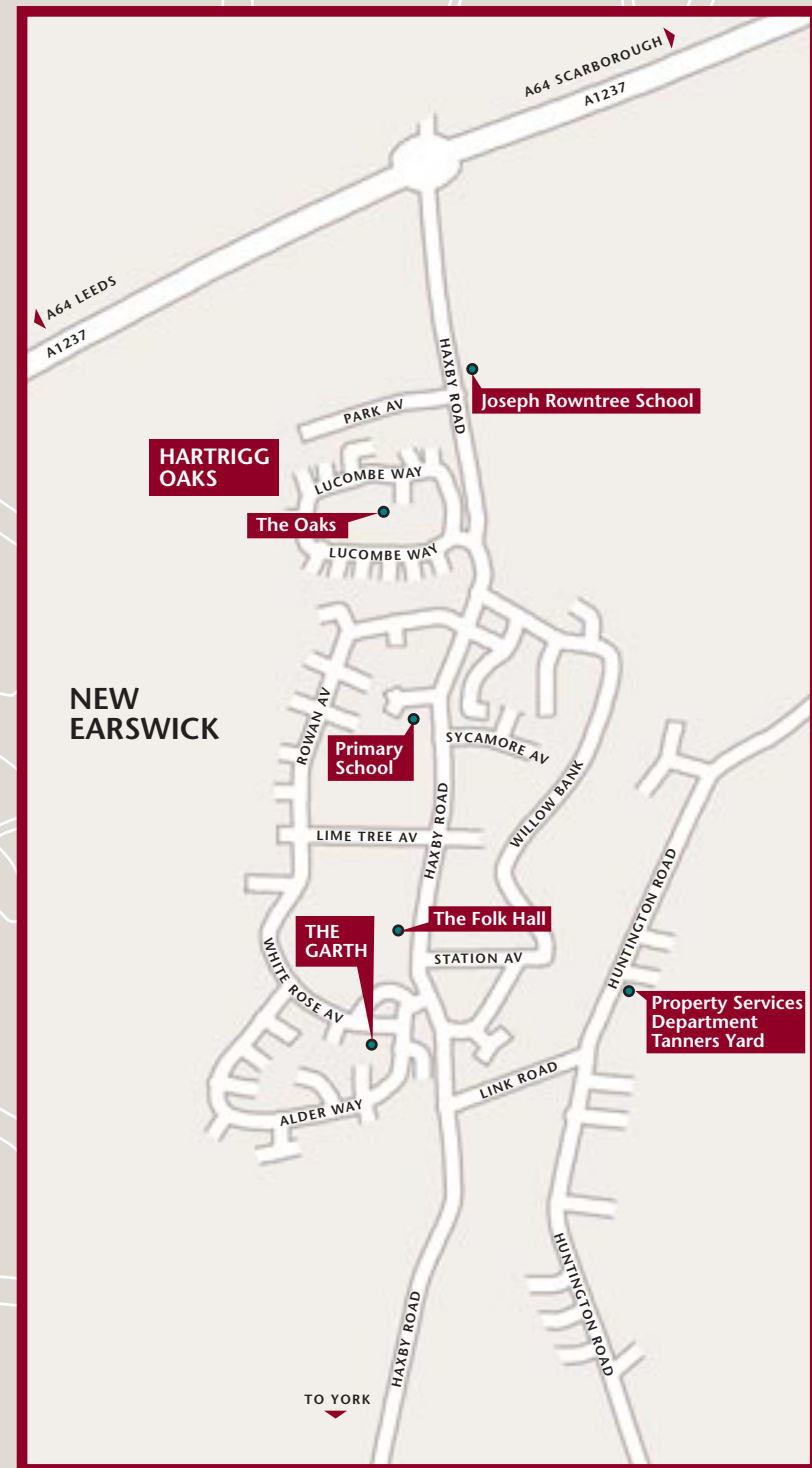 A64 SCARBOROUGH
A1237
A64 LEEDS
A1237
HAXBY ROAD
Joseph Rowntree School
PARK AV
HARTRIGG
OAKS
LUCOMBE WAY
The Oaks
LUCOMBE WAY
NEW
EARSWICK
ROWAN AV
Primary
School
SYCAMORE AV
WILLOW BANK
HAXBY ROAD
LIME TREE AV
HUNTINGTON ROAD
The Folk Hall
THE
GARTH
STATION AV
WHITE ROSE AV
Property Services
Department
Tanners Yard
LINK ROAD
ALDER WAY
HUNTINGTON ROAD
HAXBY ROAD
TO YORK